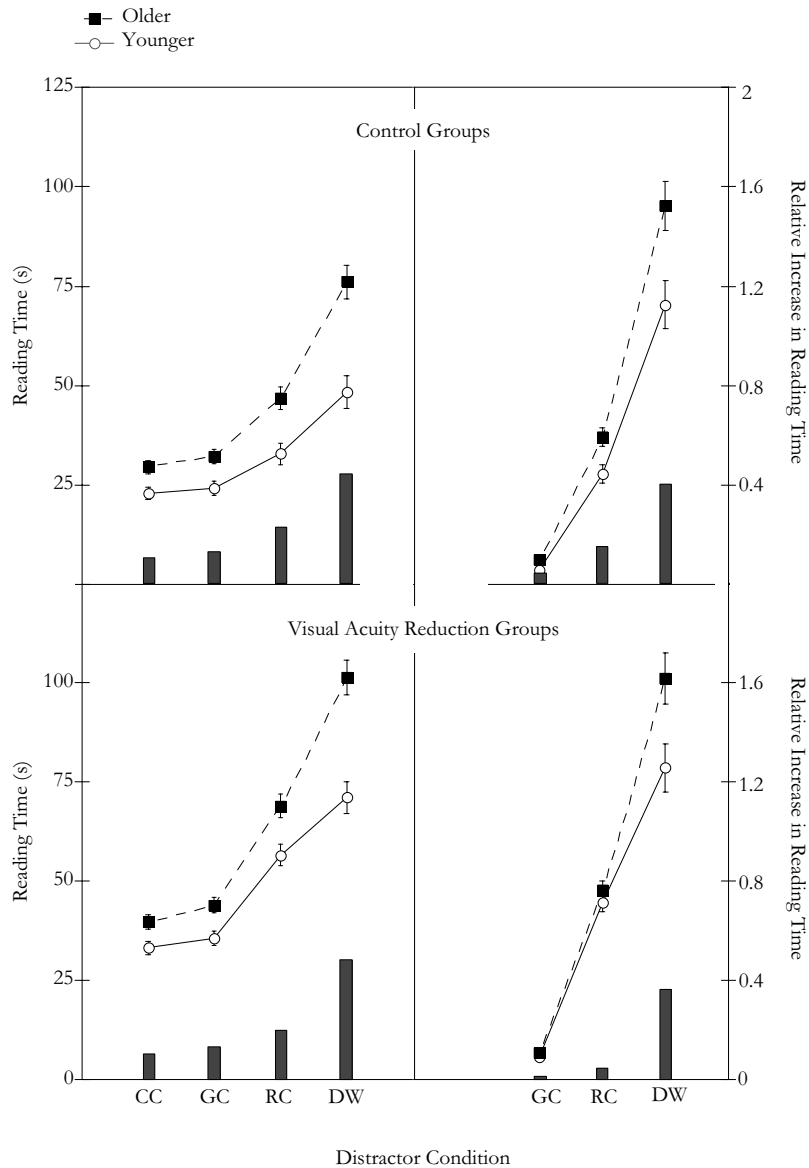 Older
Younger
125
100
75
50
25
Reading Time (s)
Control Groups
2
1.6
1.2
0.8
0.4
0
Relative Increase in Reading Time
Visual Acuity Reduction Groups
100
75
50
25
0
Reading Time (s)
1.6
1.2
0.8
0.4
0
Relative Increase in Reading Time
CC GC RC DW GC RC DW
Distractor Condition